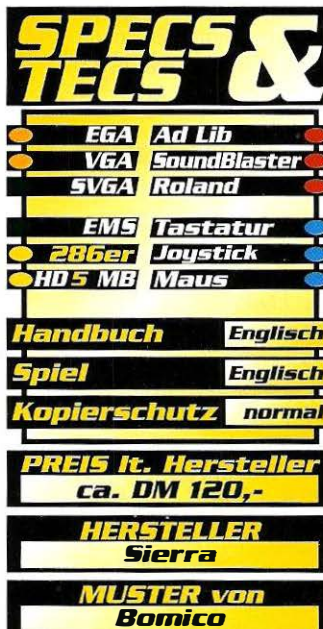 SPECS &
TECS
EGA Ad Lib
VGA SoundBlaster
SVGA Roland
EMS Tastatur
286er Joystick
HD 5 MB Maus
Handbuch Englisch
Spiel Englisch
Kopierschutz normal
PREIS lt. Hersteller
ca. DM 120,-
HERSTELLER
Sierra
MUSTER von
Bomico